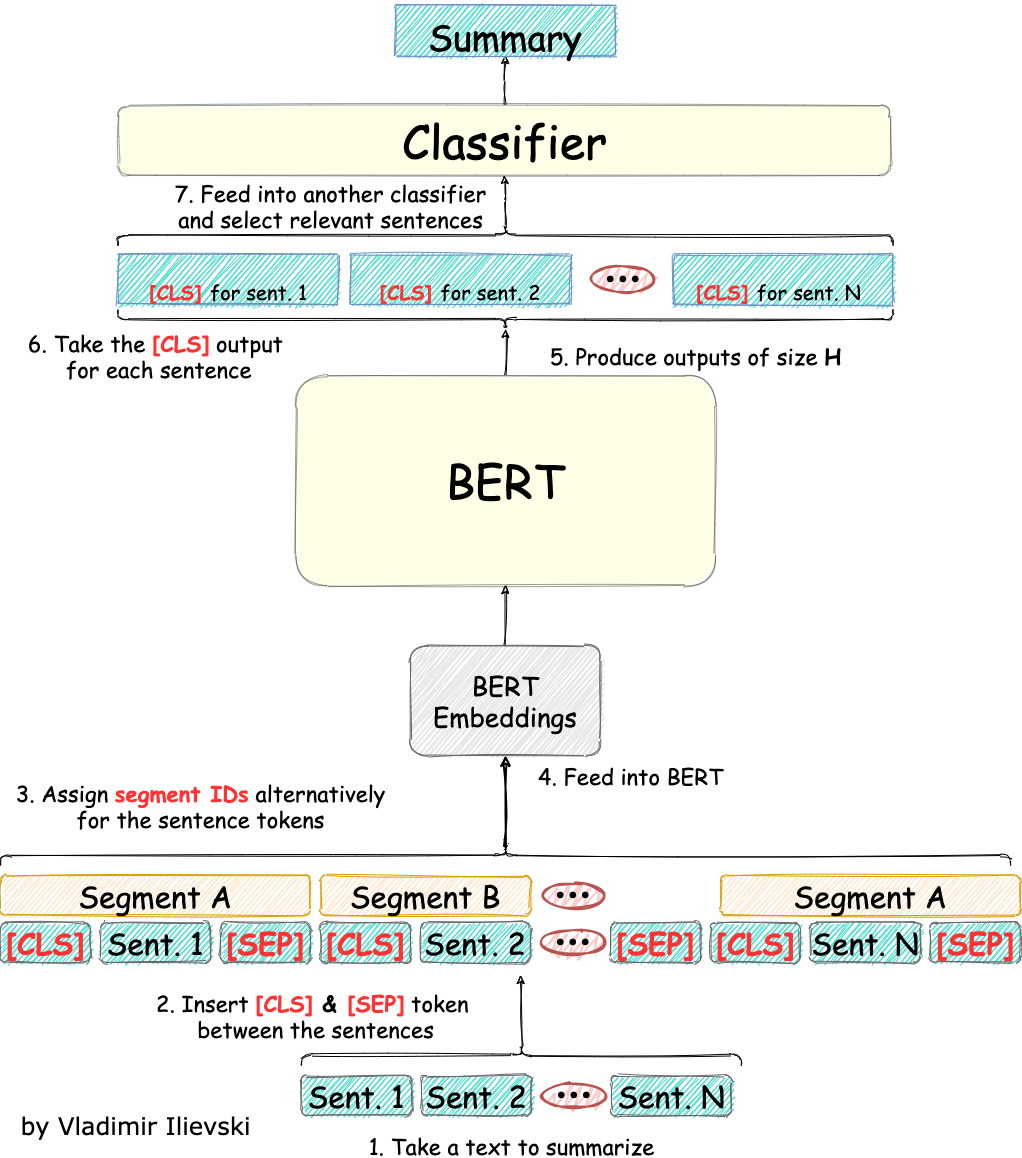 Summary
Classifier
7. Feed into another classifier
and select relevant sentences
[CLS] for sent. 1
[CLS] for sent. 2
•••
[CLS] for sent. N
6. Take the [CLS] output
for each sentence
5. Produce outputs of size H
BERT
BERT
Embeddings
4. Feed into BERT
3. Assign segment IDs alternatively
for the sentence tokens
Segment A
Segment B
•••
Segment A
[CLS] Sent. 1 [SEP] [CLS] Sent. 2 ••• [SEP] [CLS] Sent. N [SEP]
2. Insert [CLS] & [SEP] token
between the sentences
Sent. 1 Sent. 2 ••• Sent. N
by Vladimir Ilievski
1. Take a text to summarize